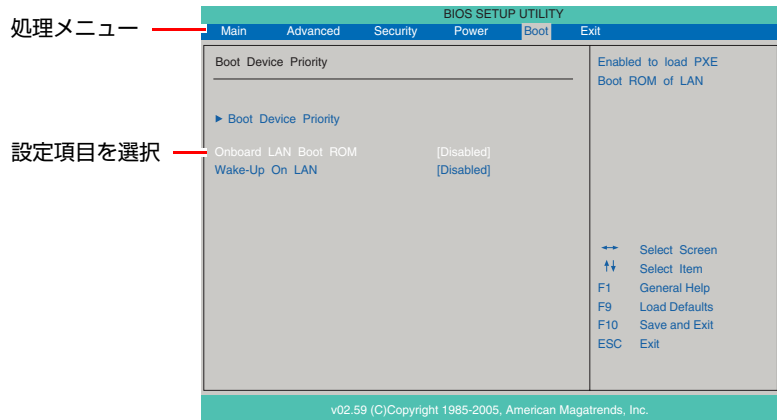 BIOS SETUP UTILITY
処理メニュー
Main Advanced Security Power Boot Exit
Boot Device Priority
Enabled to load PXE
Boot ROM of LAN
▶ Boot Device Priority
設定項目を選択
Onboard LAN Boot ROM [Disabled]
Wake-Up On LAN [Disabled]
←→ Select Screen
↑↓ Select Item
F1 General Help
F9 Load Defaults
F10 Save and Exit
ESC Exit
v02.59 (C)Copyright 1985-2005, American Magatrends, Inc.